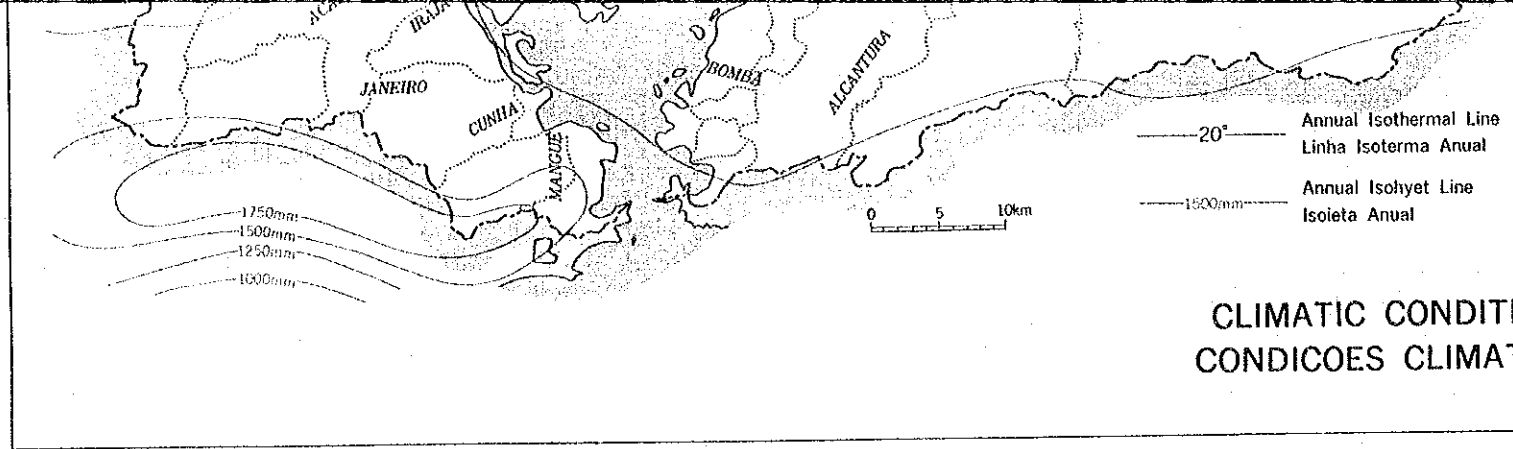 IRAJA
JANEIRO
CUNHA
MANGUE
BOMBA
ALCANTURA
1750mm
1500mm
1250mm
1000mm
0 5 10km
20° Annual Isothermal Line
Linha Isoterma Anual
1500mm Annual Isohyet Line
Isoieta Anual
CLIMATIC CONDITI
CONDICOES CLIMAT